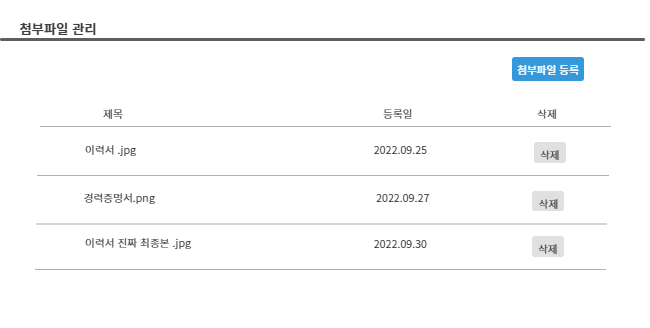 첨부파일 관리
첨부파일 등록
제목 등록일 삭제
이력서 .jpg 2022.09.25 삭제
경력증명서.png 2022.09.27 삭제
이력서 진짜 최종본 .jpg 2022.09.30 삭제